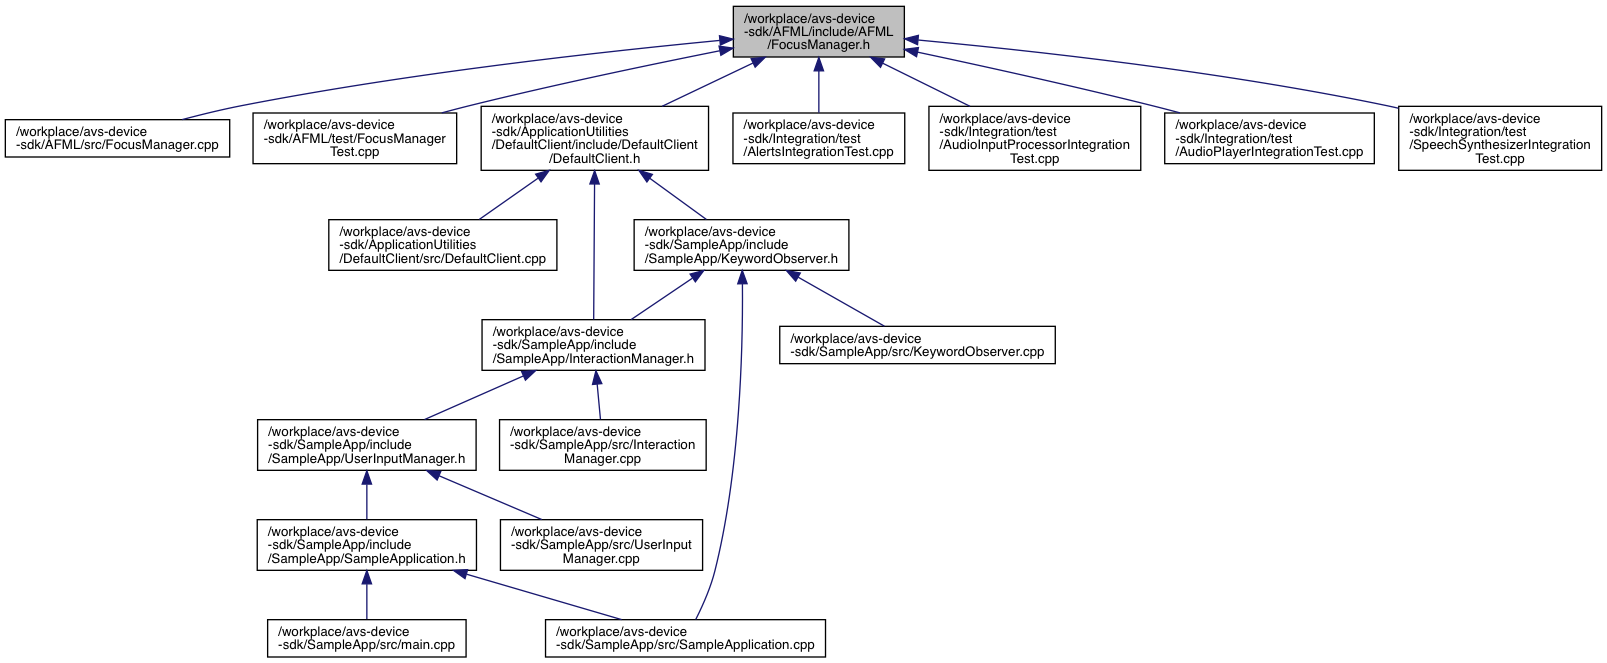 /workplace/avs-device
-sdk/AFML/include/AFML
/FocusManager.h
/workplace/avs-device
-sdk/AFML/src/FocusManager.cpp
/workplace/avs-device
-sdk/AFML/test/FocusManager
Test.cpp
/workplace/avs-device
-sdk/ApplicationUtilities
/DefaultClient/include/DefaultClient
/DefaultClient.h
/workplace/avs-device
-sdk/Integration/test
/AlertsIntegrationTest.cpp
/workplace/avs-device
-sdk/Integration/test
/AudioInputProcessorIntegration
Test.cpp
/workplace/avs-device
-sdk/Integration/test
/AudioPlayerIntegrationTest.cpp
/workplace/avs-device
-sdk/Integration/test
/SpeechSynthesizerIntegration
Test.cpp
/workplace/avs-device
-sdk/ApplicationUtilities
/DefaultClient/src/DefaultClient.cpp
/workplace/avs-device
-sdk/SampleApp/include
/SampleApp/KeywordObserver.h
/workplace/avs-device
-sdk/SampleApp/include
/SampleApp/InteractionManager.h
/workplace/avs-device
-sdk/SampleApp/src/KeywordObserver.cpp
/workplace/avs-device
-sdk/SampleApp/include
/SampleApp/UserInputManager.h
/workplace/avs-device
-sdk/SampleApp/src/Interaction
Manager.cpp
/workplace/avs-device
-sdk/SampleApp/include
/SampleApp/SampleApplication.h
/workplace/avs-device
-sdk/SampleApp/src/UserInput
Manager.cpp
/workplace/avs-device
-sdk/SampleApp/src/main.cpp
/workplace/avs-device
-sdk/SampleApp/src/SampleApplication.cpp